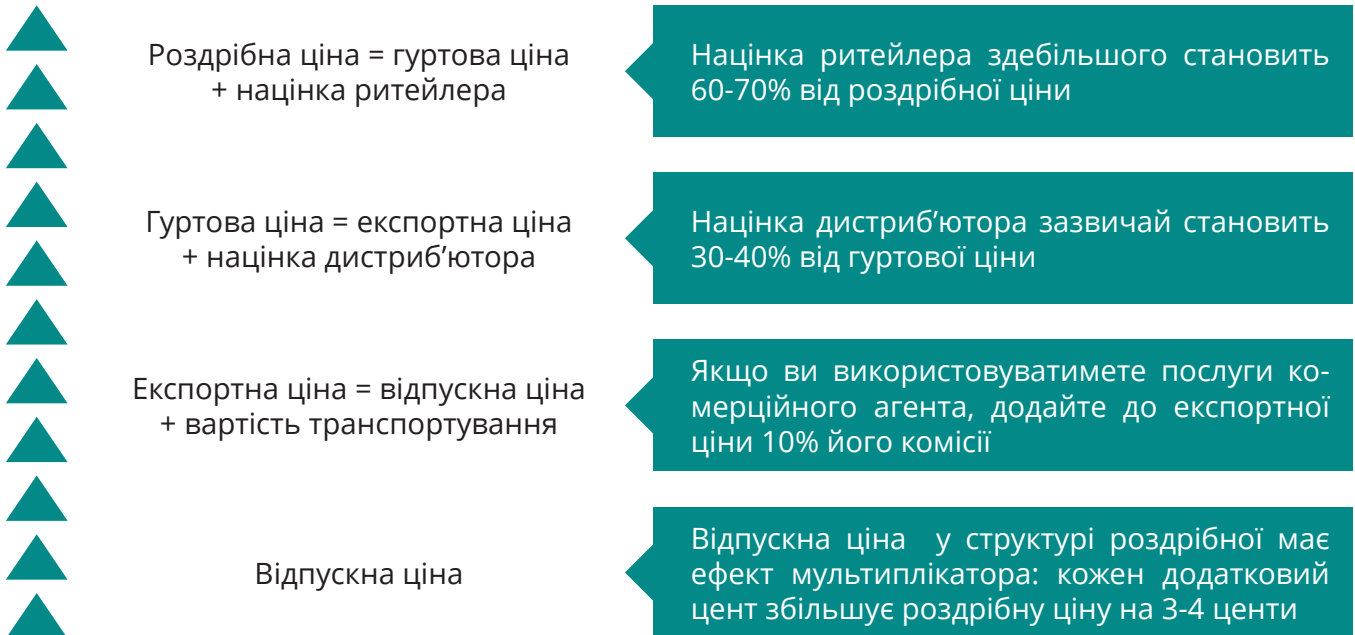 Роздрібна ціна = гуртова ціна
+ націнка ритейлера
Націнка ритейлера здебільшого становить
60-70% від роздрібної ціни
Гуртова ціна = експортна ціна
+ націнка дистриб’ютора
Націнка дистриб’ютора зазвичай становить
30-40% від гуртової ціни
Експортна ціна = відпускна ціна
+ вартість транспортування
Якщо ви використовуватимете послуги ко-
мерційного агента, додайте до експортної
ціни 10% його комісії
Відпускна ціна
Відпускна ціна у структурі роздрібної має
ефект мультиплікатора: кожен додатковий
цент збільшує роздрібну ціну на 3-4 центи